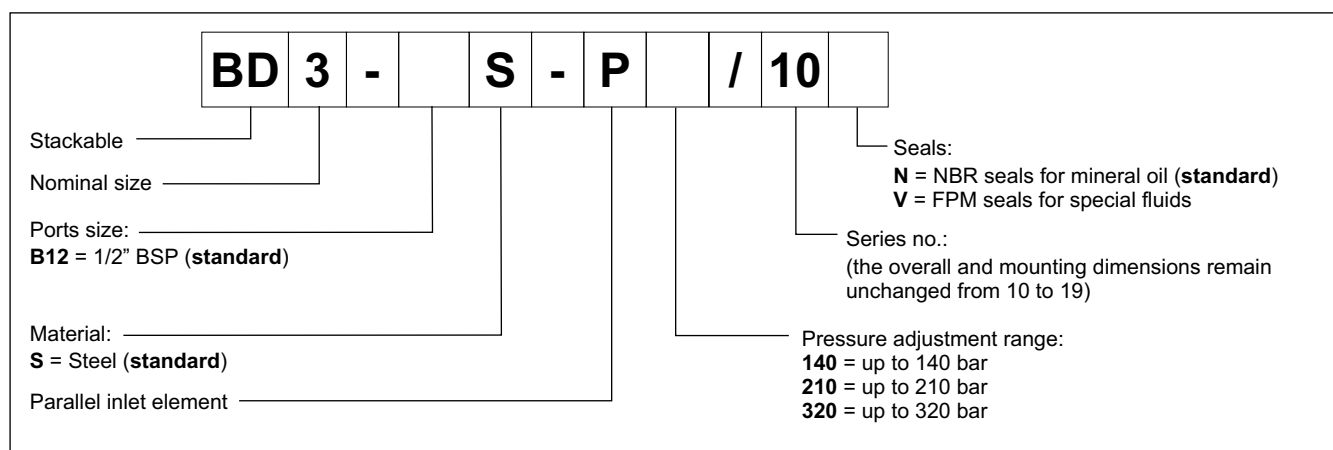 BD 3 - S - P / 10
Stackable
Nominal size
Ports size:
B12 = 1/2” BSP (standard)
Material:
S = Steel (standard)
Parallel inlet element
Seals:
N = NBR seals for mineral oil (standard)
V = FPM seals for special fluids
Series no.:
(the overall and mounting dimensions remain
unchanged from 10 to 19)
Pressure adjustment range:
140 = up to 140 bar
210 = up to 210 bar
320 = up to 320 bar